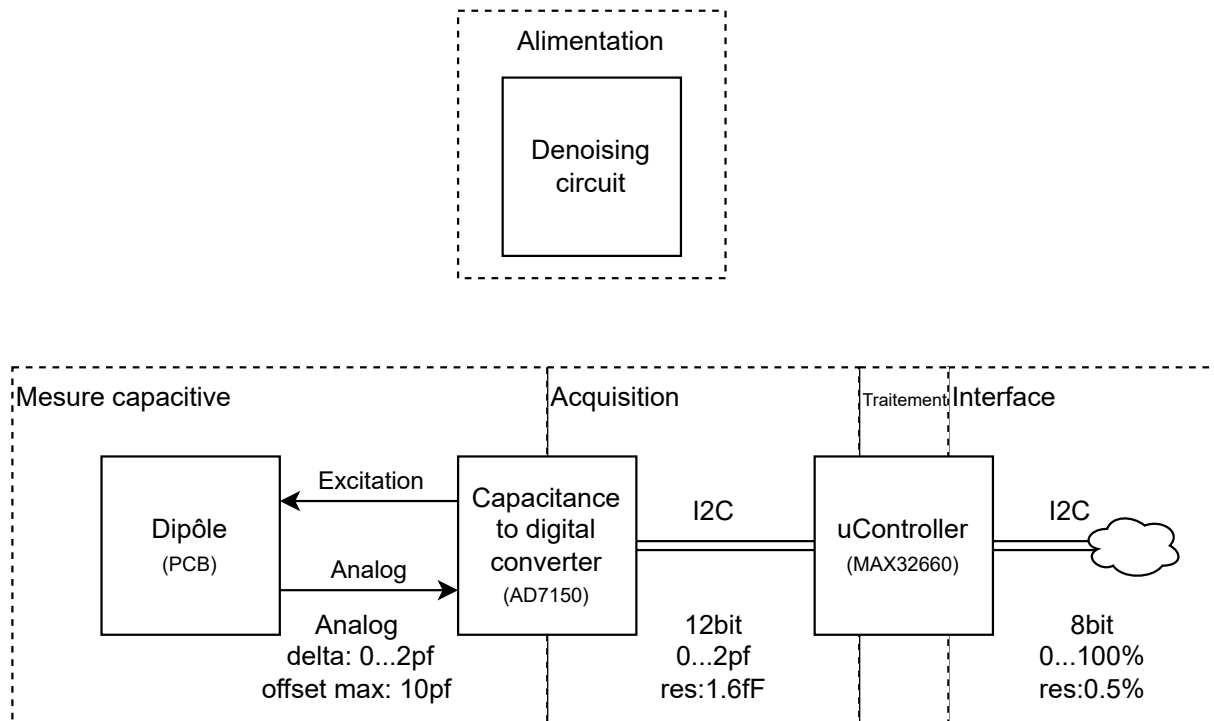 Alimentation
Denoising
circuit
Mesure capacitive
Acquisition
Traitement
Interface
Excitation
Dipôle
(PCB)
Analog
Capacitance
to digital
converter
(AD7150)
I2C
uController
(MAX32660)
I2C
Analog
delta: 0...2pf
offset max: 10pf
12bit
0...2pf
res:1.6fF
8bit
0...100%
res:0.5%